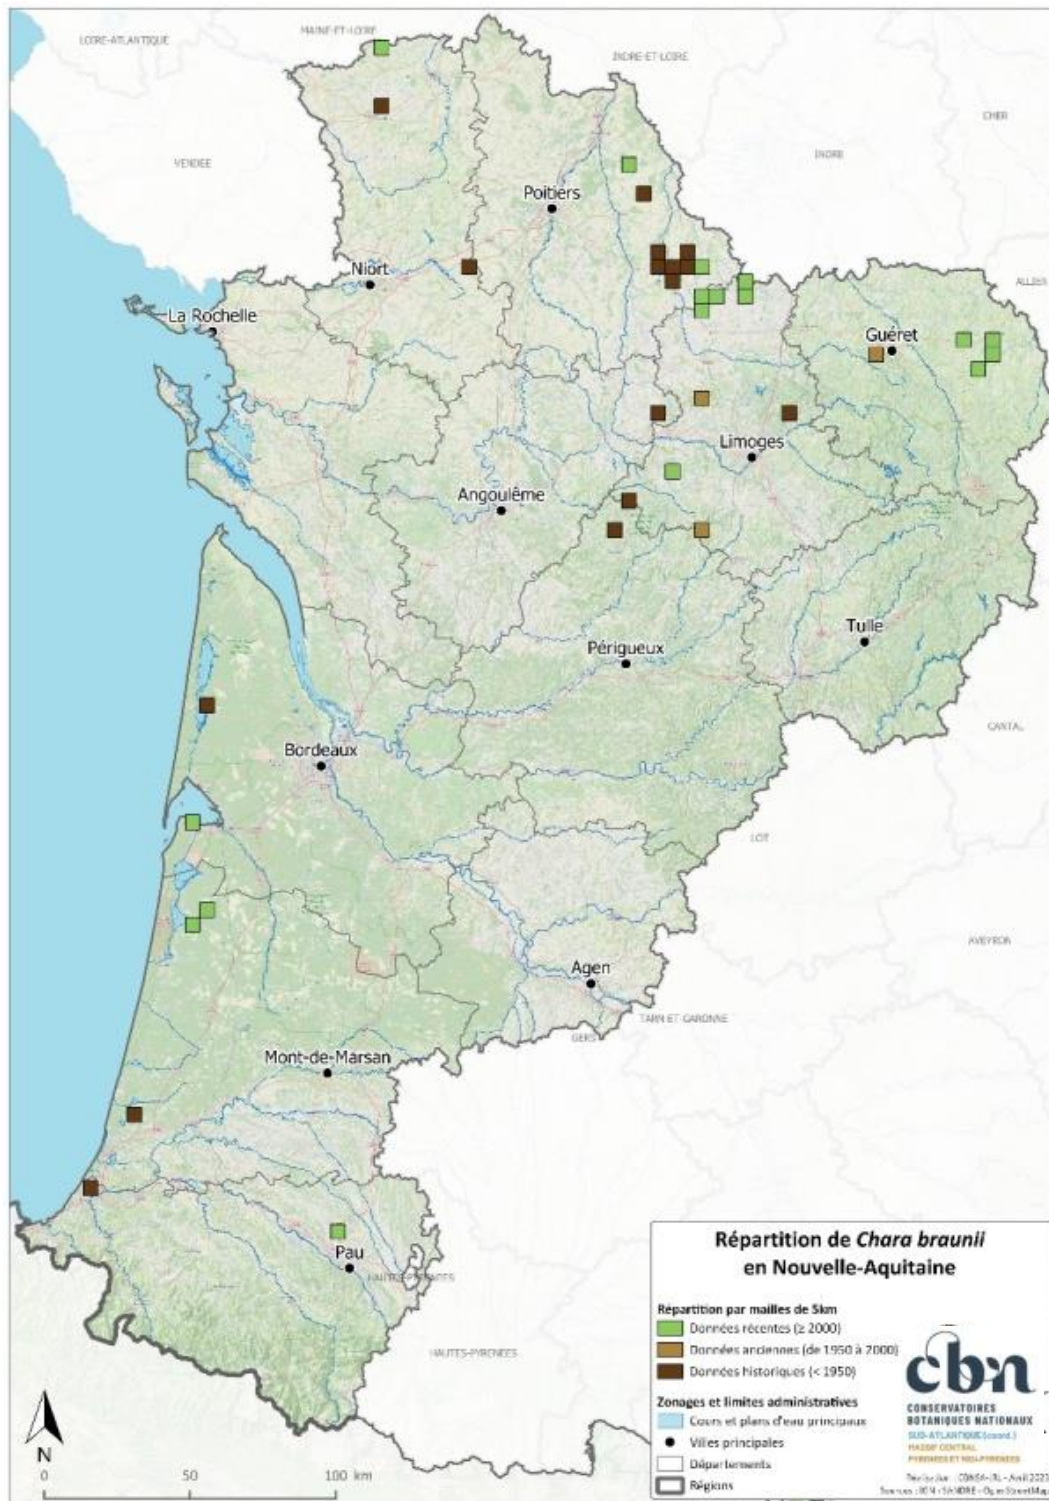 LOIRE-ATLANTIQUE
MAINE-ET-LOIRE
INDRE-ET-LOIRE
CHER
VENDEE
INDRE
Poitiers
Niort
ALLIER
La Rochelle
Guéret
Limoges
Angoulême
Tulle
Périgueux
CANTAL
Bordeaux
LOT
AVEYRON
Agen
TARN-ET-GARONNE
GERS
Mont-de-Marsan
Pau
HAUTES-PYRENEES
HAUTES-PYRENEES
N
0 50 100 km
Répartition de Chara braunii
en Nouvelle-Aquitaine
Répartition par mailles de 5km
Données récentes (≥ 2000)
Données anciennes (de 1950 à 2000)
Données historiques (< 1950)
Zonages et limites administratives
Cours et plans d'eau principaux
Villes principales
Départements
Régions
cbn
CONSERVATOIRES
BOTANIQUES NATIONAUX
SUD-ATLANTIQUE (coord.)
MASSIF CENTRAL
PYRENEES ET MIDI-PYRENEES